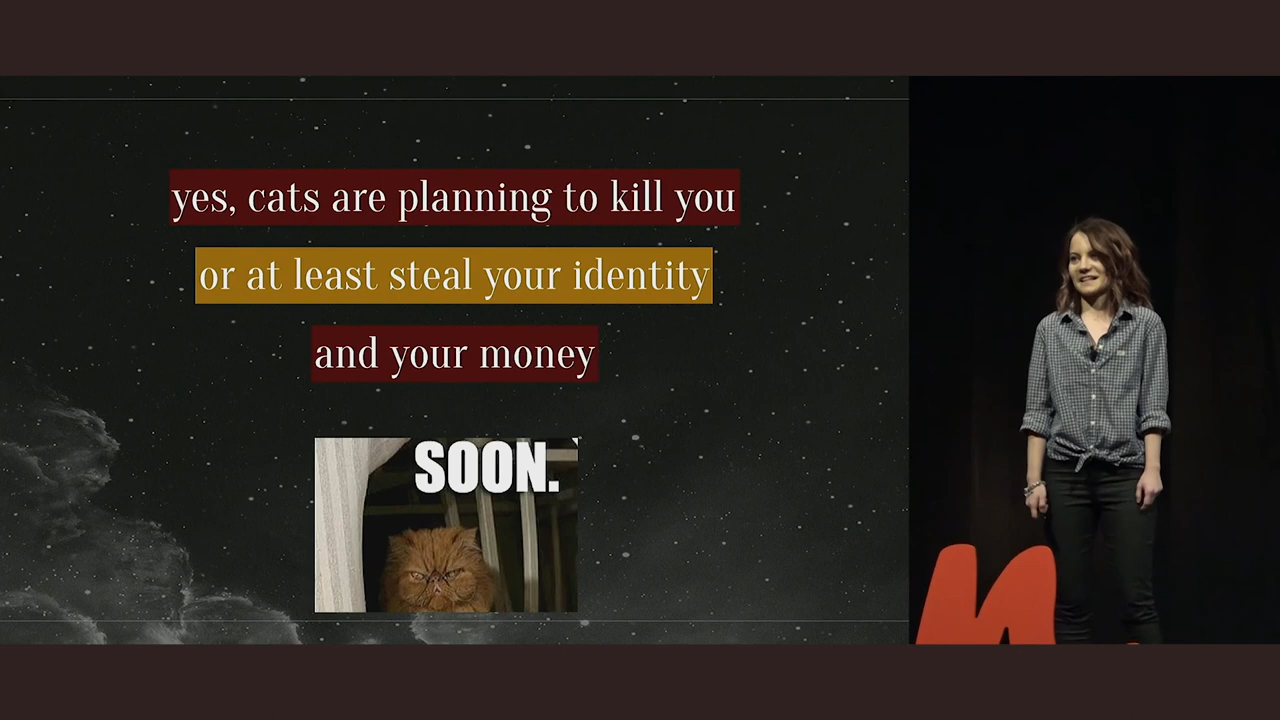 yes, cats are planning to kill you
or at least steal your identity
and your money
SOON.